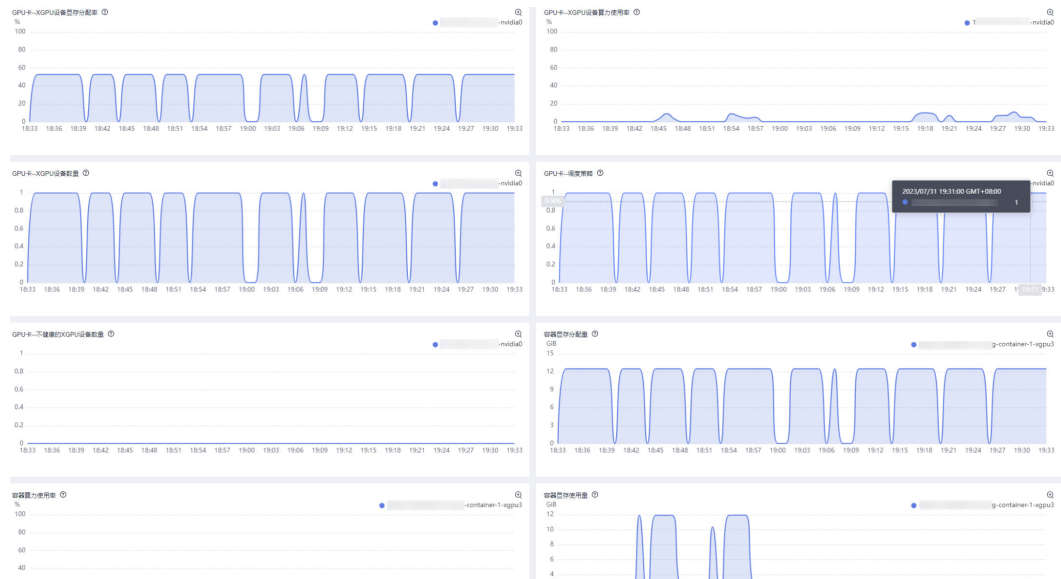 GPU卡--XGPU设备显存分配率
%
-nvidia0
100
80
60
40
20
0
18:33 18:36 18:39 18:42 18:45 18:48 18:51 18:54 18:57 19:00 19:03 19:06 19:09 19:12 19:15 19:18 19:21 19:24 19:27 19:30 19:33
GPU卡--XGPU设备算力使用率
%
1 -nvidia0
100
80
60
40
20
0
18:33 18:36 18:39 18:42 18:45 18:48 18:51 18:54 18:57 19:00 19:03 19:06 19:09 19:12 19:15 19:18 19:21 19:24 19:27 19:30 19:33
GPU卡--XGPU设备数量
-nvidia0
1
0.8
0.6
0.4
0.2
0
18:33 18:36 18:39 18:42 18:45 18:48 18:51 18:54 18:57 19:00 19:03 19:06 19:09 19:12 19:15 19:18 19:21 19:24 19:27 19:30 19:33
GPU卡--调度策略
-nvidia0
2023/07/31 19:31:00 GMT+08:00
1
1
0.8
0.6
0.4
0.2
0
18:33 18:36 18:39 18:42 18:45 18:48 18:51 18:54 18:57 19:00 19:03 19:06 19:09 19:12 19:15 19:18 19:21 19:24 19:27 19:31 9:33
GPU卡--不健康的XGPU设备数量
-nvidia0
1
0.8
0.6
0.4
0.2
0
18:33 18:36 18:39 18:42 18:45 18:48 18:51 18:54 18:57 19:00 19:03 19:06 19:09 19:12 19:15 19:18 19:21 19:24 19:27 19:30 19:33
容器显存分配量
GiB
g-container-1-xgpu3
15
12
9
6
3
0
18:33 18:36 18:39 18:42 18:45 18:48 18:51 18:54 18:57 19:00 19:03 19:06 19:09 19:12 19:15 19:18 19:21 19:24 19:27 19:30 19:33
容器算力使用率
%
-container-1-xgpu3
100
80
60
40
容器显存使用量
GiB
g-container-1-xgpu3
12
10
8
6
4